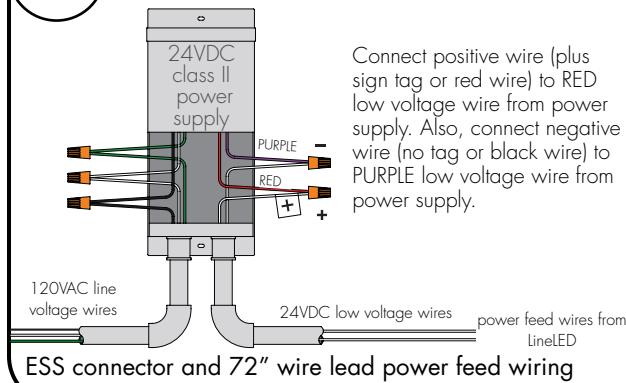 24VDC
class II
power
supply
Connect positive wire (plus
sign tag or red wire) to RED
low voltage wire from power
supply. Also, connect negative
wire (no tag or black wire) to
PURPLE low voltage wire from
power supply.
PURPLE –
RED
+ +
120VAC line
voltage wires
24VDC low voltage wires
power feed wires from
LineLED
ESS connector and 72” wire lead power feed wiring